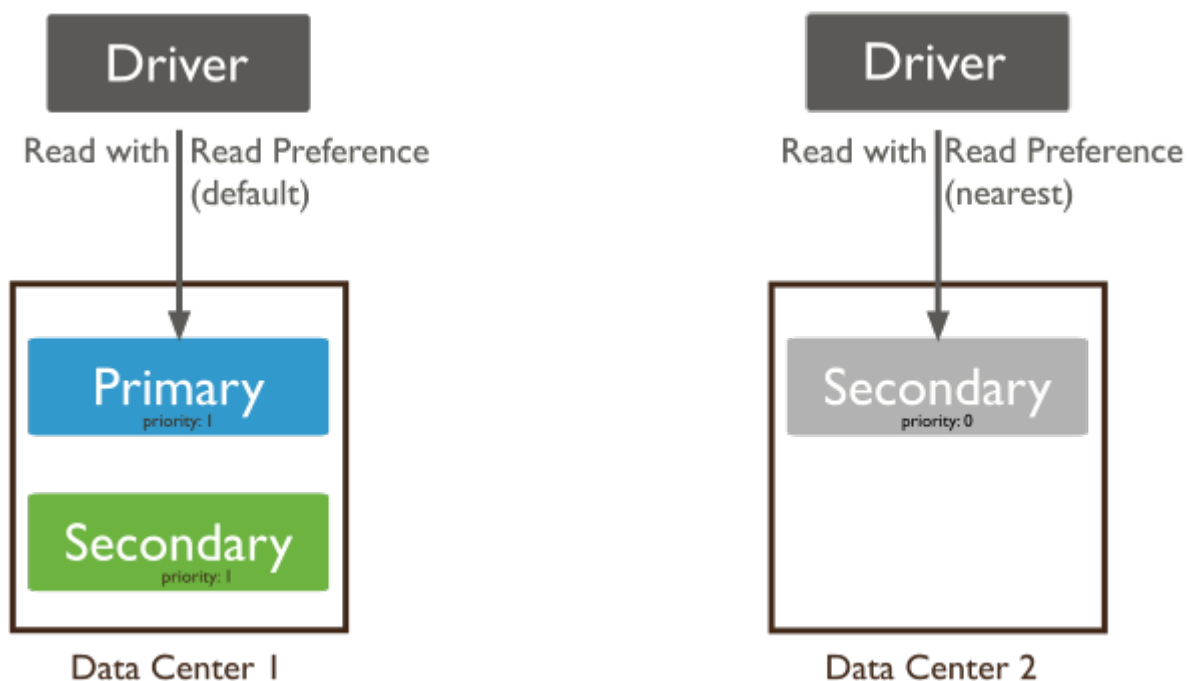 Driver
Read with Read Preference
(default)
Primary
priority: 1
Secondary
priority: 1
Data Center 1
Driver
Read with Read Preference
(nearest)
Secondary
priority: 0
Data Center 2